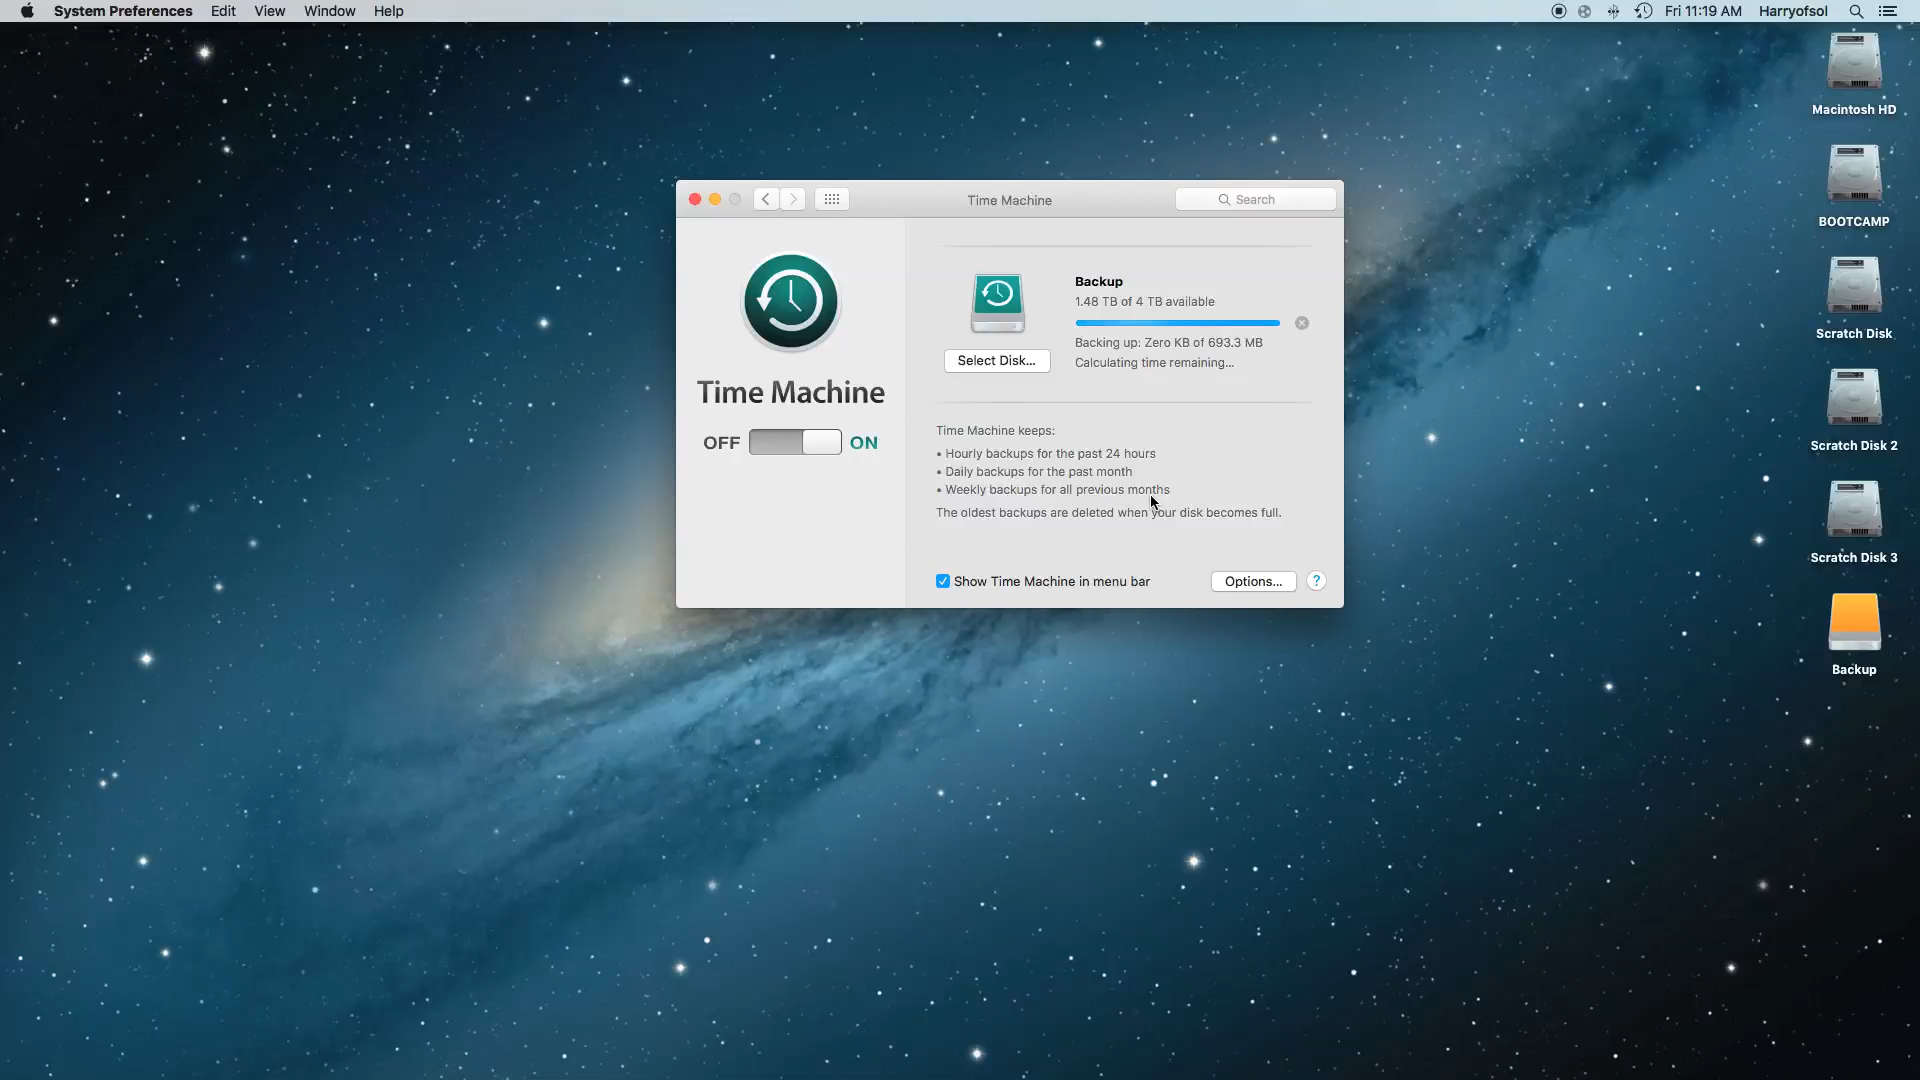 System Preferences Edit View Window Help
Fri 11:19 AM Harryofsol
Time Machine
Search
Time Machine
OFF ON
Backup
1.48 TB of 4 TB available
Backing up: Zero KB of 693.3 MB
Calculating time remaining...
Select Disk...
Time Machine keeps:
• Hourly backups for the past 24 hours
• Daily backups for the past month
• Weekly backups for all previous months
The oldest backups are deleted when your disk becomes full.
Show Time Machine in menu bar
Options... ?
Macintosh HD
BOOTCAMP
Scratch Disk
Scratch Disk 2
Scratch Disk 3
Backup